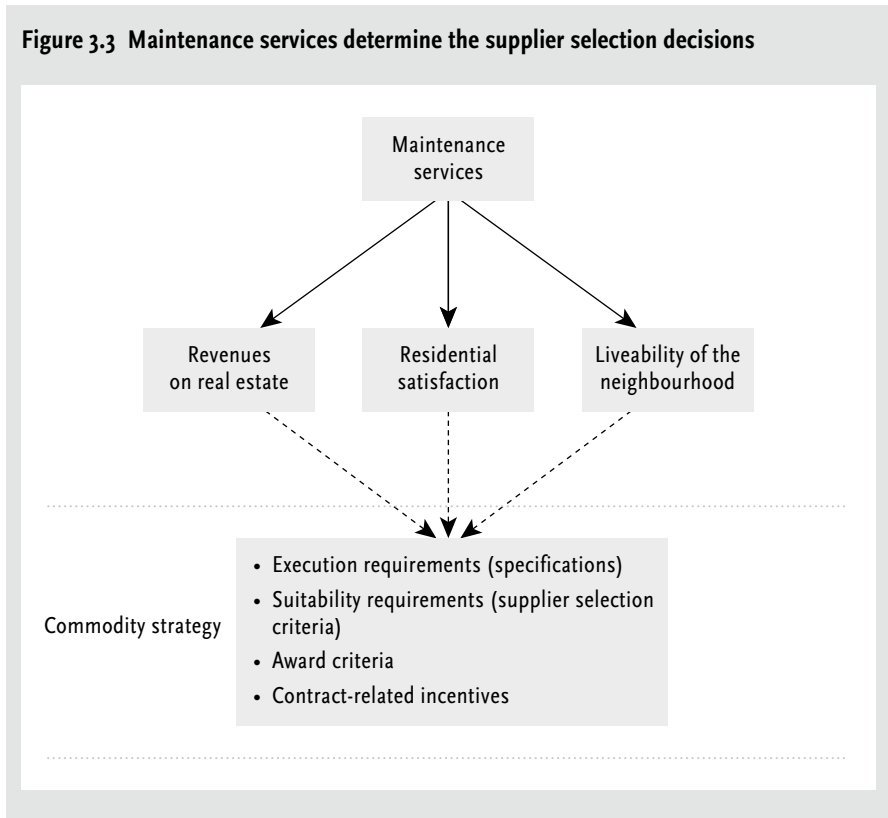 Figure 3.3 Maintenance services determine the supplier selection decisions
Maintenance
services
Revenues
on real estate
Residential
satisfaction
Liveability of the
neighbourhood
Commodity strategy
• Execution requirements (specifications)
• Suitability requirements (supplier selection
criteria)
• Award criteria
• Contract-related incentives